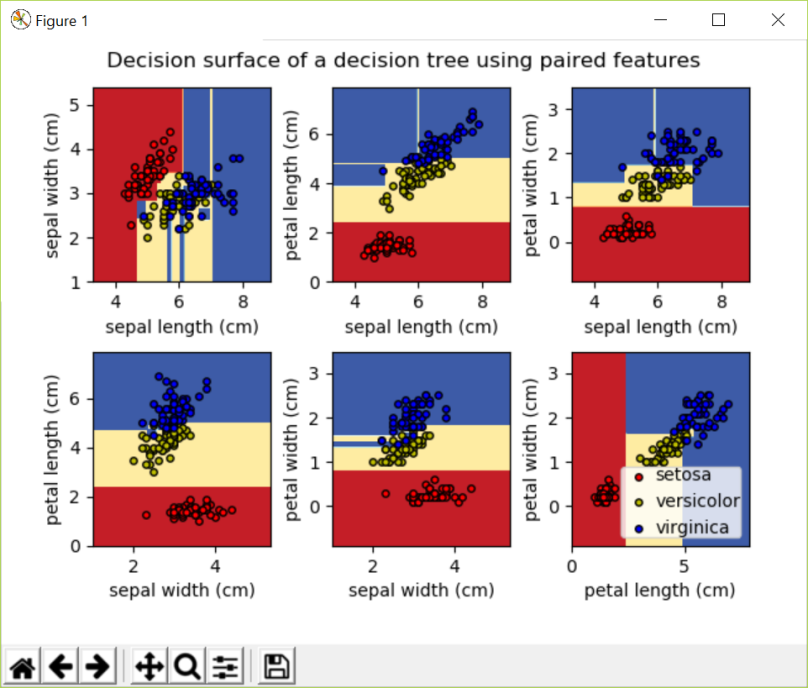 Figure 1
Decision surface of a decision tree using paired features
sepal width (cm)
5
4
3
2
1
4
6
8
sepal length (cm)
petal length (cm)
6
4
2
0
4
6
8
sepal length (cm)
petal width (cm)
3
2
1
0
4
6
8
sepal length (cm)
petal length (cm)
6
4
2
0
2
4
sepal width (cm)
petal width (cm)
3
2
1
0
2
4
sepal width (cm)
petal width (cm)
3
2
1
0
0
5
petal length (cm)
setosa
versicolor
virginica